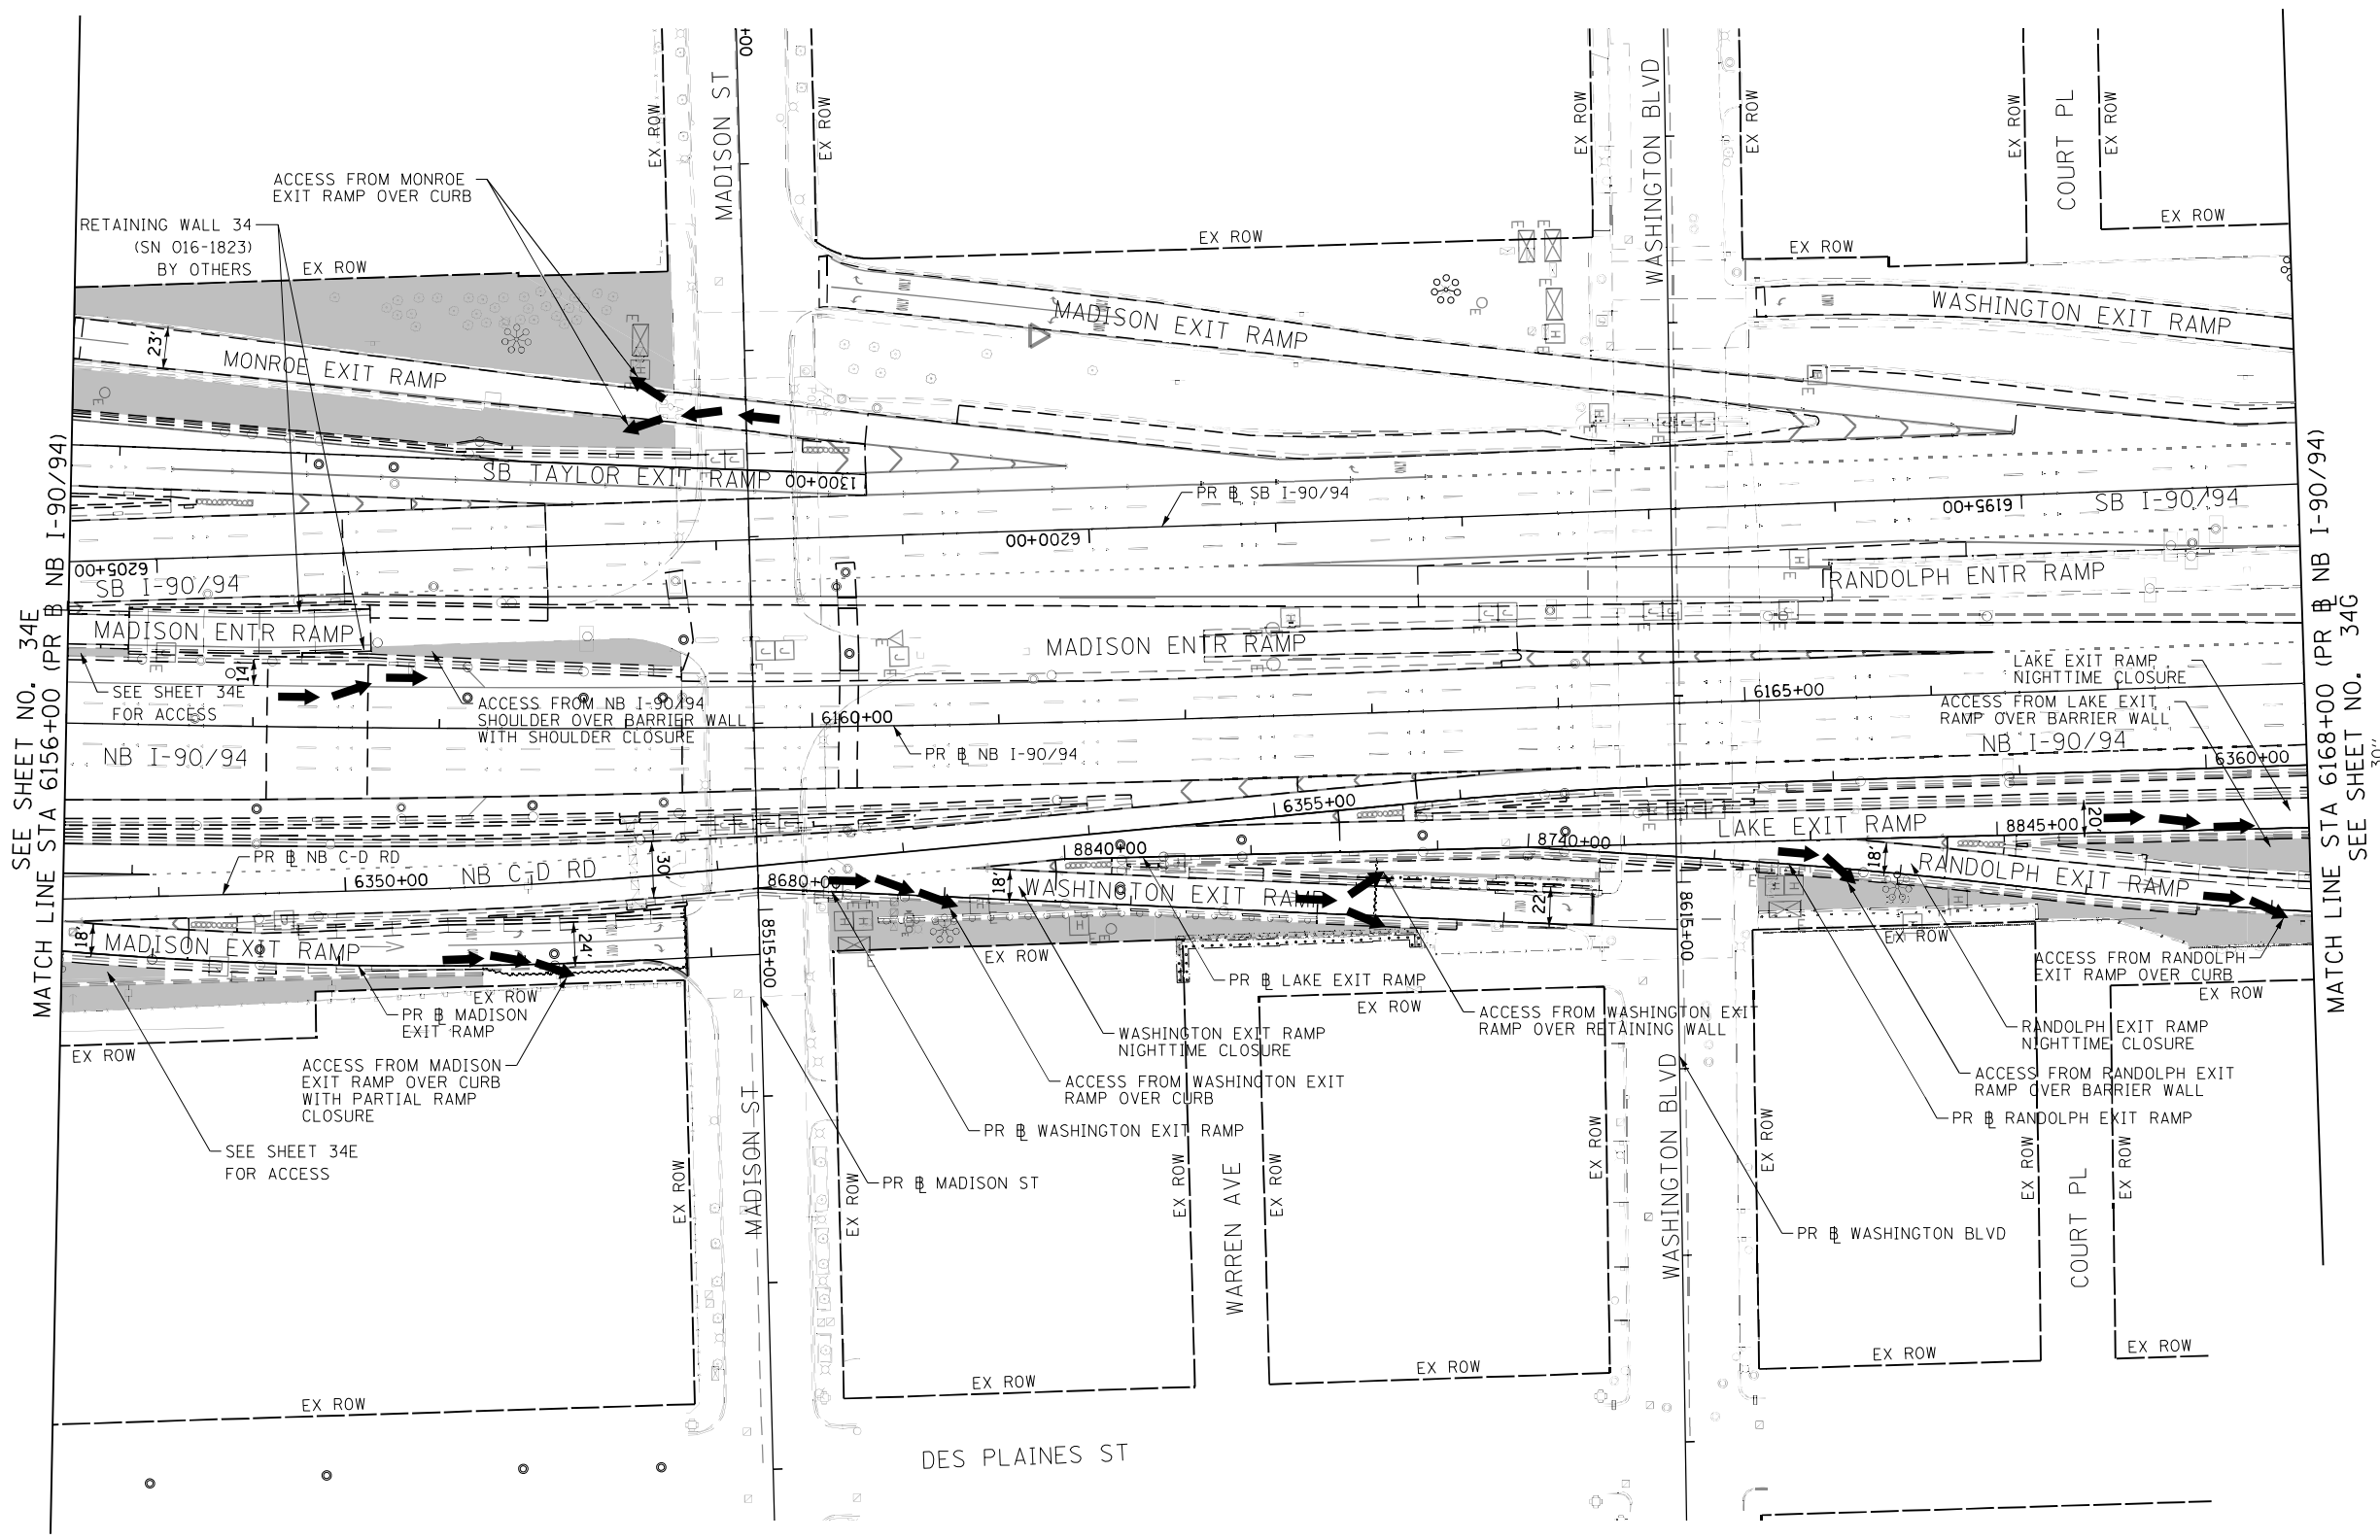 MADISON ST
00+
EX ROW
EX ROW
EX ROW
WASHINGTON BLVD
EX ROW
EX ROW
COURT PL
EX ROW
ACCESS FROM MONROE
EXIT RAMP OVER CURB
RETAINING WALL 34
(SN 016-1823)
BY OTHERS
EX ROW
EX ROW
EX ROW
EX ROW
MONROE EXIT RAMP
23'
MADISON EXIT RAMP
WASHINGTON EXIT RAMP
SB TAYLOR EXIT RAMP
1300+00
PR BL SB I-90/94
6195+00
SB I-90/94
6200+00
6205+00
SB I-90/94
RANDOLPH ENTR RAMP
MADISON ENTR RAMP
MADISON ENTR RAMP
14'
SEE SHEET 34E
FOR ACCESS
ACCESS FROM NB I-90/94
SHOULDER OVER BARRIER WALL
WITH SHOULDER CLOSURE
6160+00
PR BL NB I-90/94
6165+00
LAKE EXIT RAMP
NIGHTTIME CLOSURE
ACCESS FROM LAKE EXIT
RAMP OVER BARRIER WALL
NB I-90/94
NB I-90/94
6360+00
6355+00
20'
LAKE EXIT RAMP
8845+00
PR BL NB C-D RD
6350+00
NB C-D RD
30'
8840+00
8740+00
18'
RANDOLPH EXIT RAMP
8680+00
18'
WASHINGTON EXIT RAMP
22'
18'
MADISON EXIT RAMP
24'
8515+00
8615+00
EX ROW
EX ROW
EX ROW
PR BL LAKE EXIT RAMP
ACCESS FROM RANDOLPH
EXIT RAMP OVER CURB
EX ROW
EX ROW
PR BL MADISON
EXIT RAMP
ACCESS FROM WASHINGTON EXIT
RAMP OVER RETAINING WALL
WASHINGTON EXIT RAMP
NIGHTTIME CLOSURE
RANDOLPH EXIT RAMP
NIGHTTIME CLOSURE
EX ROW
ACCESS FROM MADISON
EXIT RAMP OVER CURB
WITH PARTIAL RAMP
CLOSURE
ACCESS FROM WASHINGTON EXIT
RAMP OVER CURB
ACCESS FROM RANDOLPH EXIT
RAMP OVER BARRIER WALL
PR BL WASHINGTON EXIT RAMP
PR BL RANDOLPH EXIT RAMP
SEE SHEET 34E
FOR ACCESS
PR BL MADISON ST
PR BL WASHINGTON BLVD
EX ROW
MADISON ST
EX ROW
EX ROW
WARREN AVE
EX ROW
EX ROW
WASHINGTON BLVD
EX ROW
EX ROW
COURT PL
EX ROW
EX ROW
EX ROW
EX ROW
EX ROW
EX ROW
DES PLAINES ST
SEE SHEET NO. 34E
MATCH LINE STA 6156+00 (PR BL NB I-90/94)
MATCH LINE STA 6168+00 (PR BL NB I-90/94)
SEE SHEET NO. 34G
30"